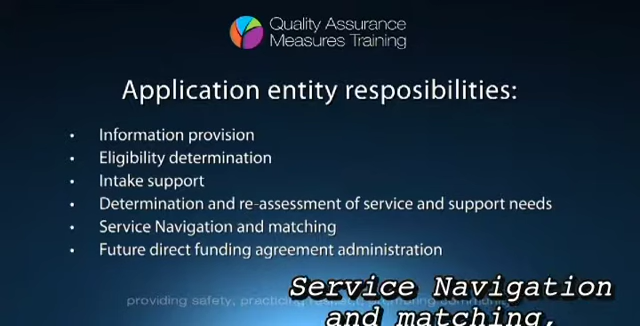 Quality Assurance
Measures Training
Application entity resposibilities:
• Information provision
• Eligibility determination
• Intake support
• Determination and re-assessment of service and support needs
• Service Navigation and matching
• Future direct funding agreement administration
providing safety, practicing
Service Navigation
and matching,